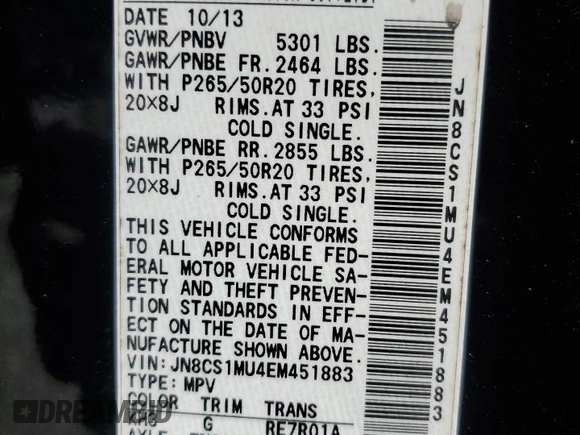 DATE 10/13
GVWR/PNBV 5301 LBS.
GAWR/PNBE FR. 2464 LBS.
WITH P265/50R20 TIRES,
20×8J RIMS. AT 33 PSI
COLD SINGLE.
GAWR/PNBE RR. 2855 LBS.
WITH P265/50R20 TIRES,
20×8J RIMS. AT 33 PSI
COLD SINGLE.
THIS VEHICLE CONFORMS
TO ALL APPLICABLE FED-
ERAL MOTOR VEHICLE SA-
FETY AND THEFT PREVEN-
TION STANDARDS IN EFF-
ECT ON THE DATE OF MA-
NUFACTURE SHOWN ABOVE.
VIN: JN8CS1MU4EM451883
TYPE: MPV
COLOR TRIM TRANS
KH3 G RE7R01A
JN8CS1MU4EM451883
EPICVIN.COM